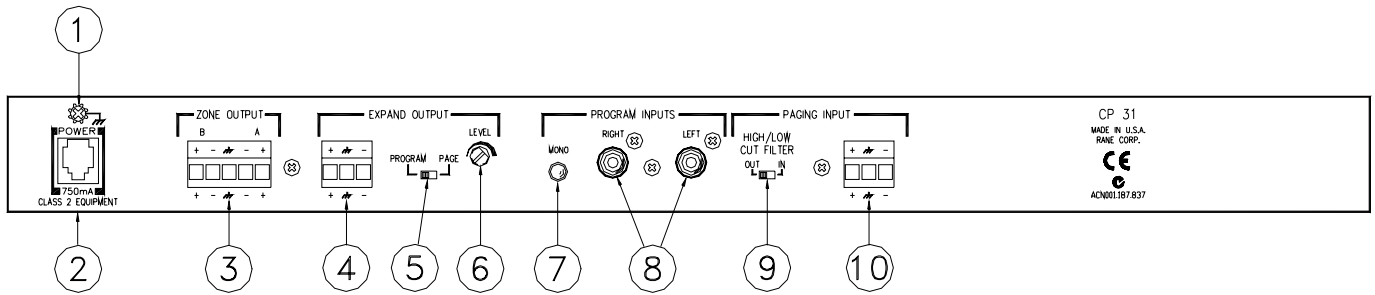 1
ZONE OUTPUT
EXPAND OUTPUT
PROGRAM INPUTS
PAGING INPUT
CP 31
POWER
B A
LEVEL
RIGHT
LEFT
HIGH/LOW
CUT FILTER
MADE IN U.S.A.
RANE CORP.
+ - - +
+ -
PROGRAM PAGE
MONO
OUT IN
+ -
CE
750mA
CLASS 2 EQUIPMENT
+ - - +
+ -
+ -
ACN001.187.837
2
3
4
5
6
7
8
9
10